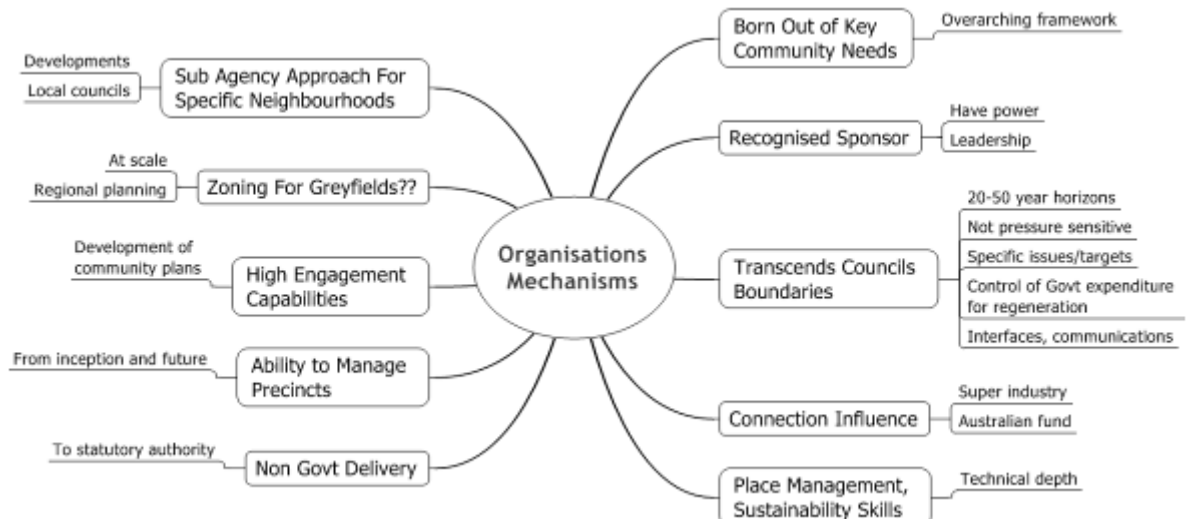 Organisations
Mechanisms
Born Out of Key
Community Needs
Overarching framework
Recognised Sponsor
Have power
Leadership
Transcends Councils
Boundaries
20-50 year horizons
Not pressure sensitive
Specific issues/targets
Control of Govt expenditure
for regeneration
Interfaces, communications
Connection Influence
Super industry
Australian fund
Place Management,
Sustainability Skills
Technical depth
Sub Agency Approach For
Specific Neighbourhoods
Developments
Local councils
Zoning For Greyfields??
At scale
Regional planning
High Engagement
Capabilities
Development of
community plans
Ability to Manage
Precincts
From inception and future
Non Govt Delivery
To statutory authority